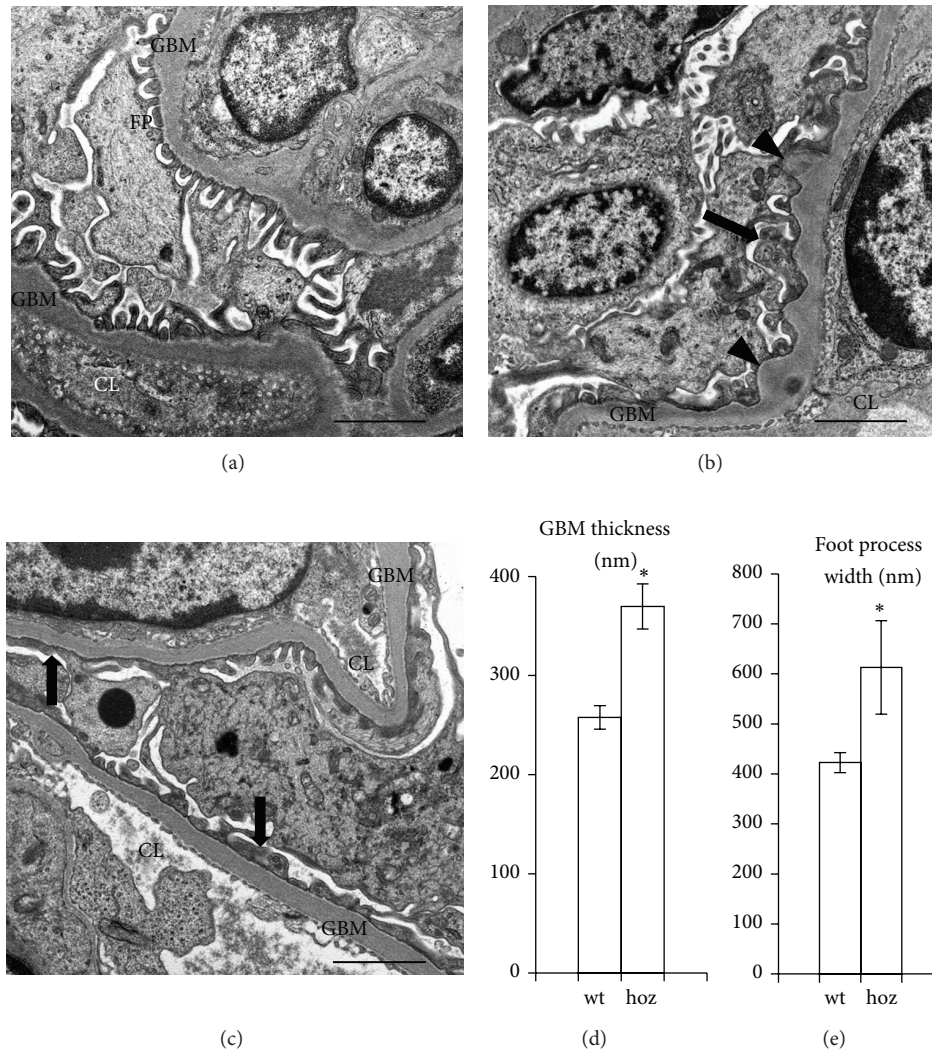 GBM
FP
GBM
CL
(a)
GBM
CL
(b)
GBM
CL
CL
GBM
(c)
GBM thickness
(nm)
400
300
200
100
0
*
wt hoz
(d)
Foot process
width (nm)
800
700
600
500
400
300
200
100
0
*
wt hoz
(e)